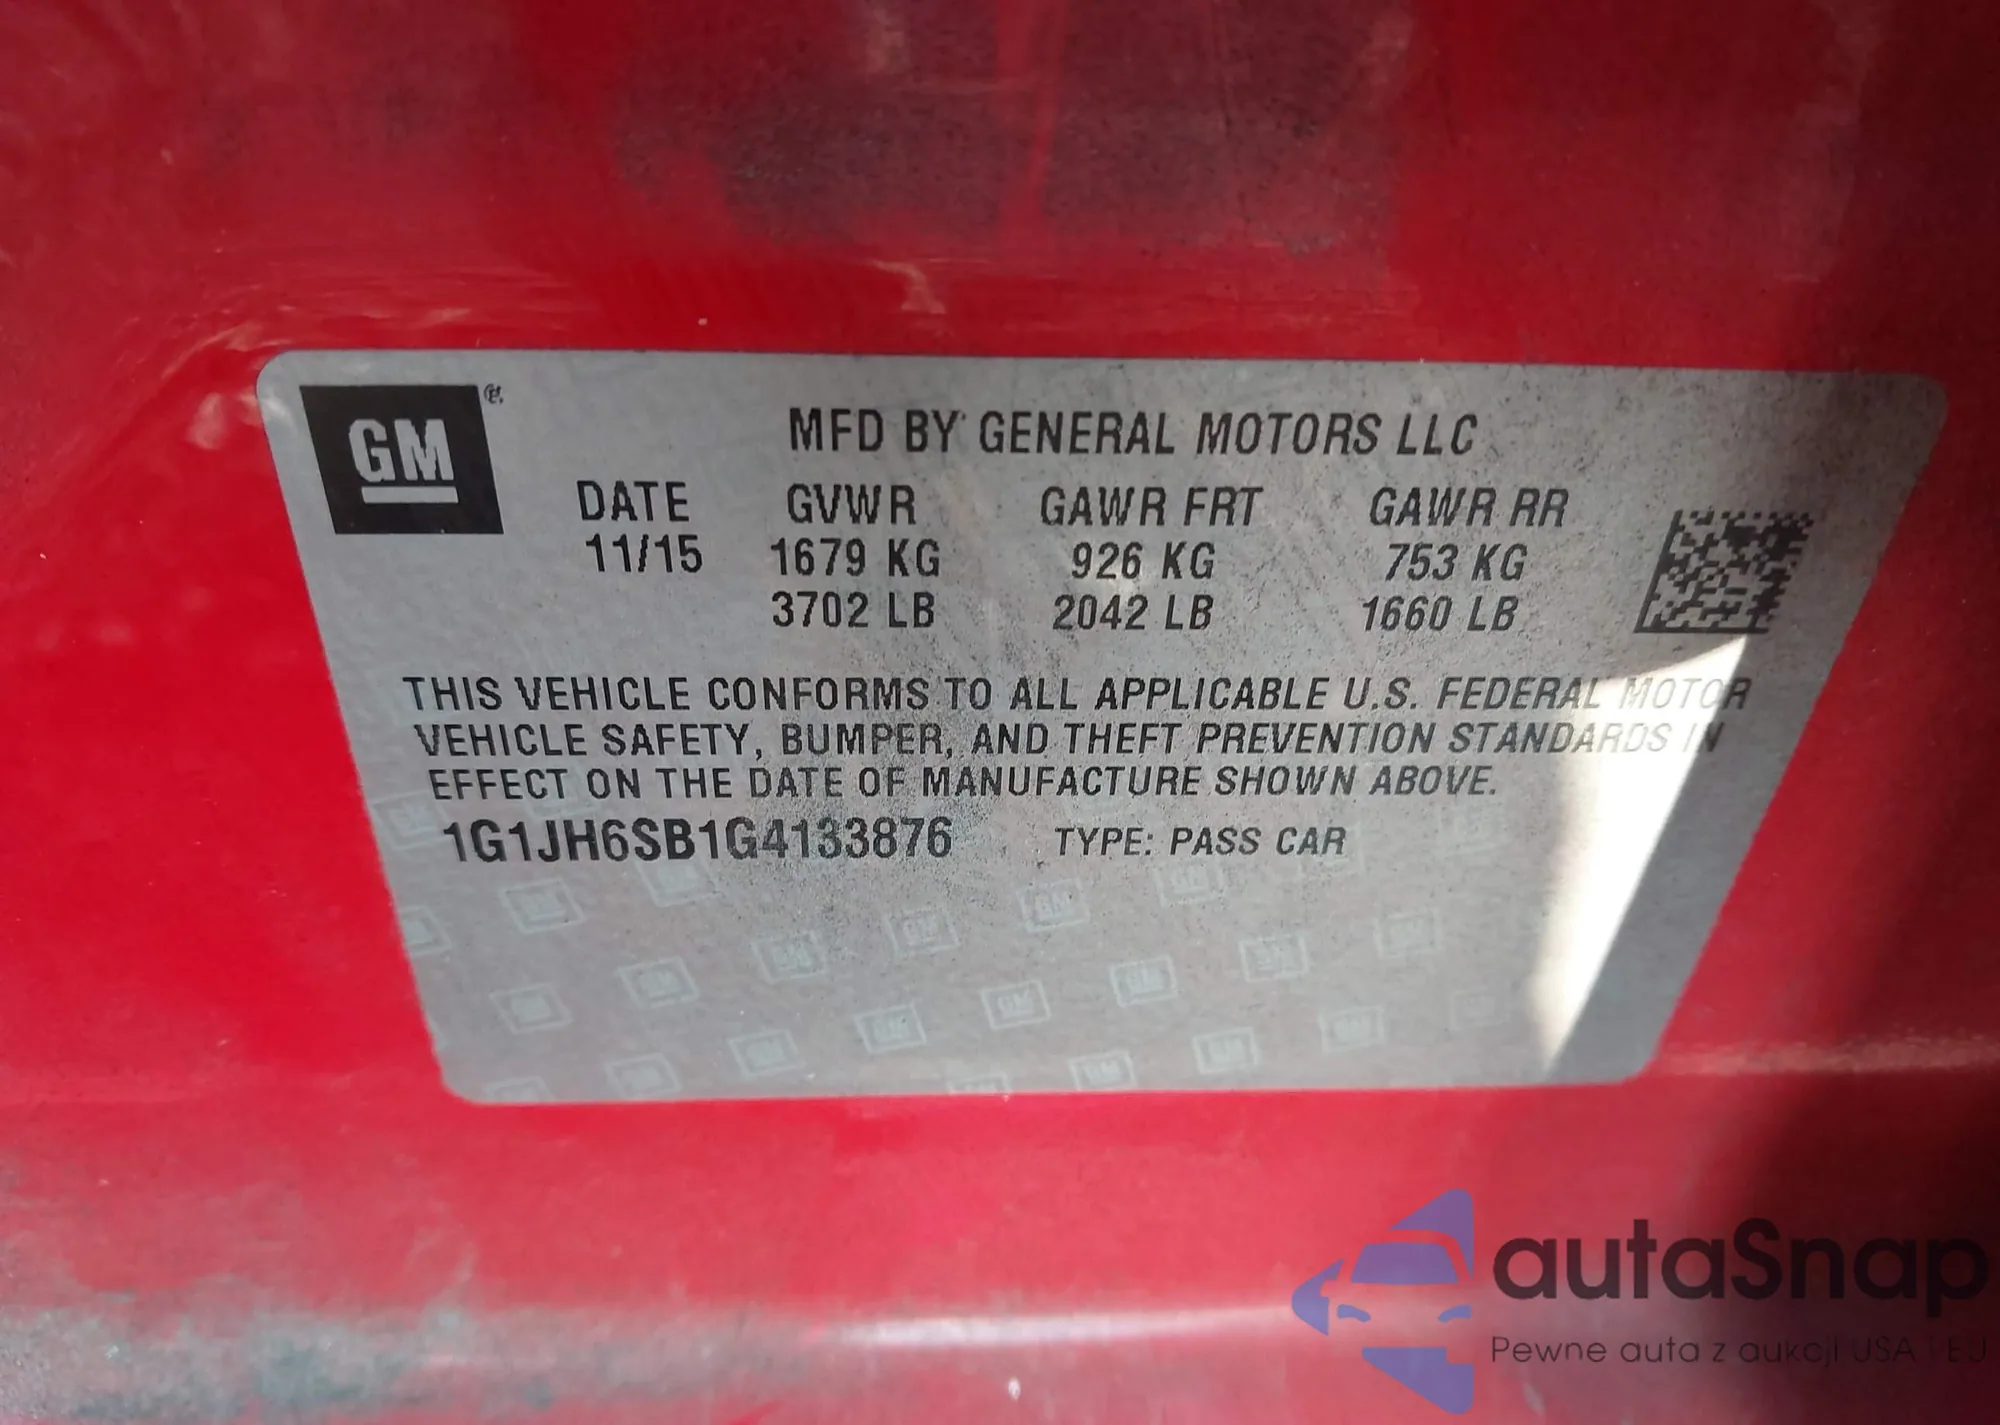 GM
MFD BY GENERAL MOTORS LLC
DATE GVWR GAWR FRT GAWR RR
11/15 1679 KG 926 KG 753 KG
3702 LB 2042 LB 1660 LB
THIS VEHICLE CONFORMS TO ALL APPLICABLE U.S. FEDERAL MOTOR
VEHICLE SAFETY, BUMPER, AND THEFT PREVENTION STANDARDS IN
EFFECT ON THE DATE OF MANUFACTURE SHOWN ABOVE.
1G1JH6SB1G4133876 TYPE: PASS CAR
autaSnap
Pewne auta z aukcji USA i EU